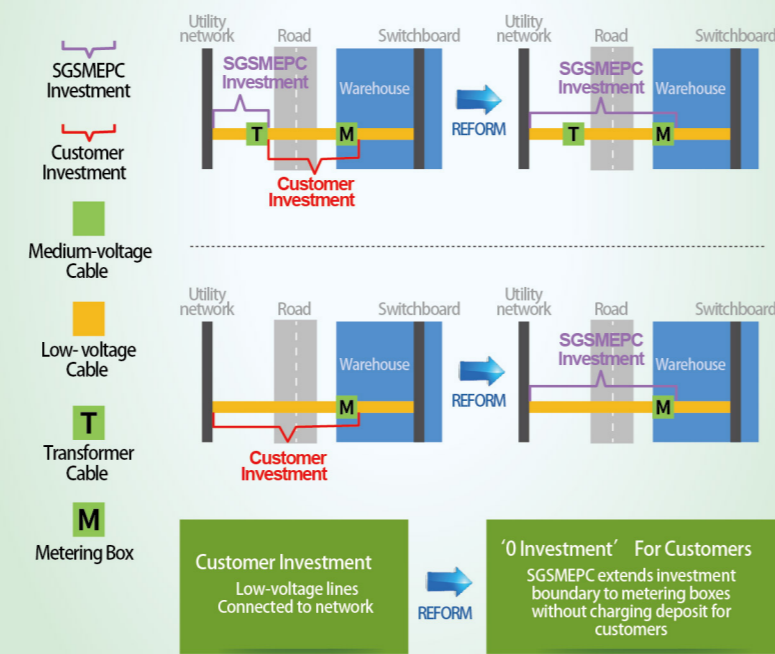 SGSMEPC
Investment
Customer
Investment
Medium-voltage
Cable
Low- voltage
Cable
T
Transformer
Cable
M
Metering Box
Utility
network
Road
Switchboard
SGSMEPC
Investment
Warehouse
T
M
Customer
Investment
REFORM
Utility
network
Road
Switchboard
SGSMEPC
Investment
Warehouse
T
M
Utility
network
Road
Switchboard
Warehouse
M
Customer
Investment
REFORM
Utility
network
Road
Switchboard
SGSMEPC
Investment
Warehouse
M
Customer Investment
Low-voltage lines
Connected to network
REFORM
'0 Investment' For Customers
SGSMEPC extends investment
boundary to metering boxes
without charging deposit for
customers